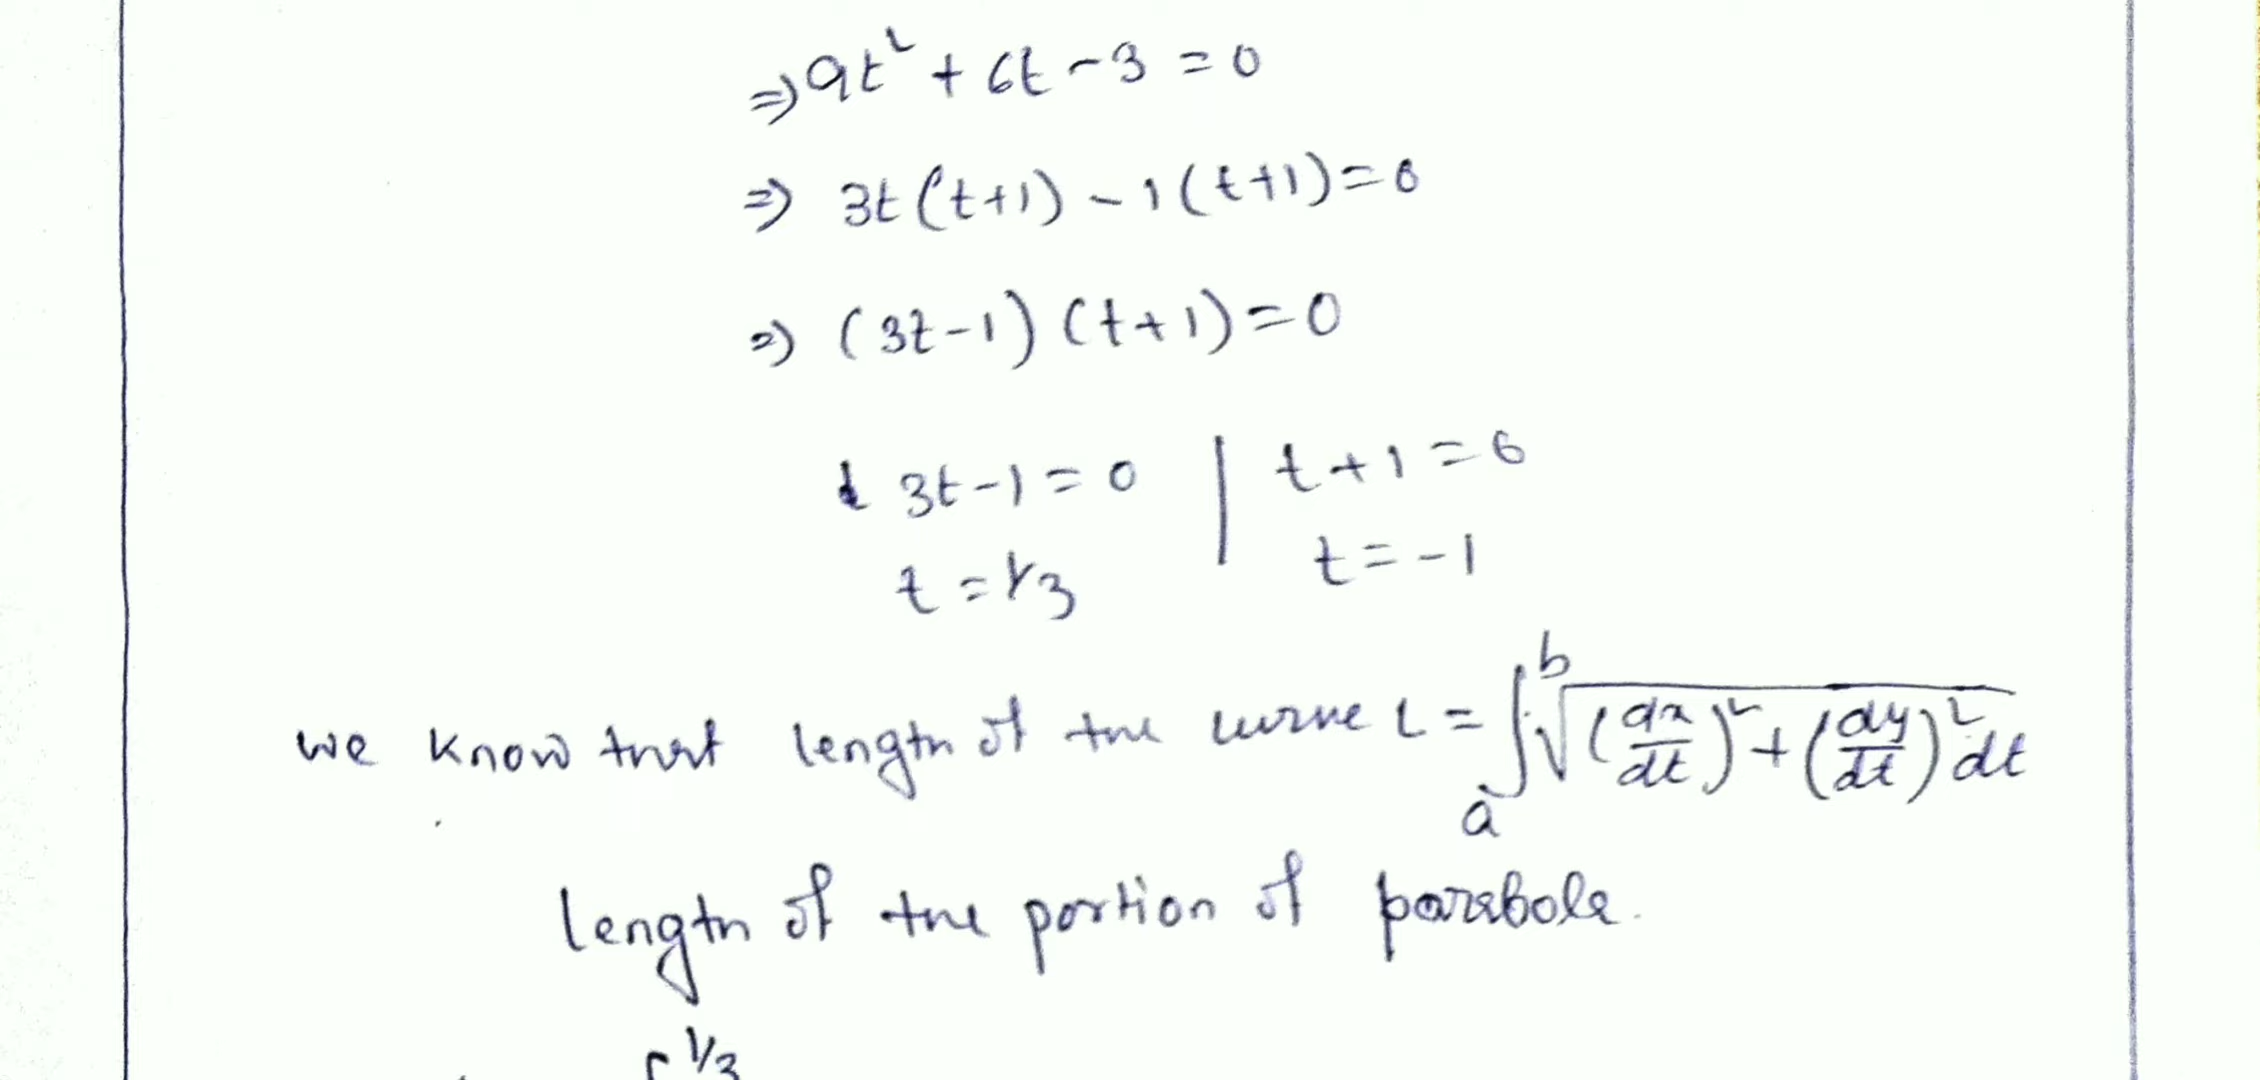 ⇒ 9t² + 6t - 3 = 0
⇒ 3t(t+1) - 1(t+1) = 0
⇒ (3t-1)(t+1) = 0
3t-1 = 0 | t+1 = 0
t = 1/3 t = -1
we know that length of the curve L = ∫ₐᵇ √((dx/dt)² + (dy/dt)²) dt
length of the portion of parabola.
∫ 1/3